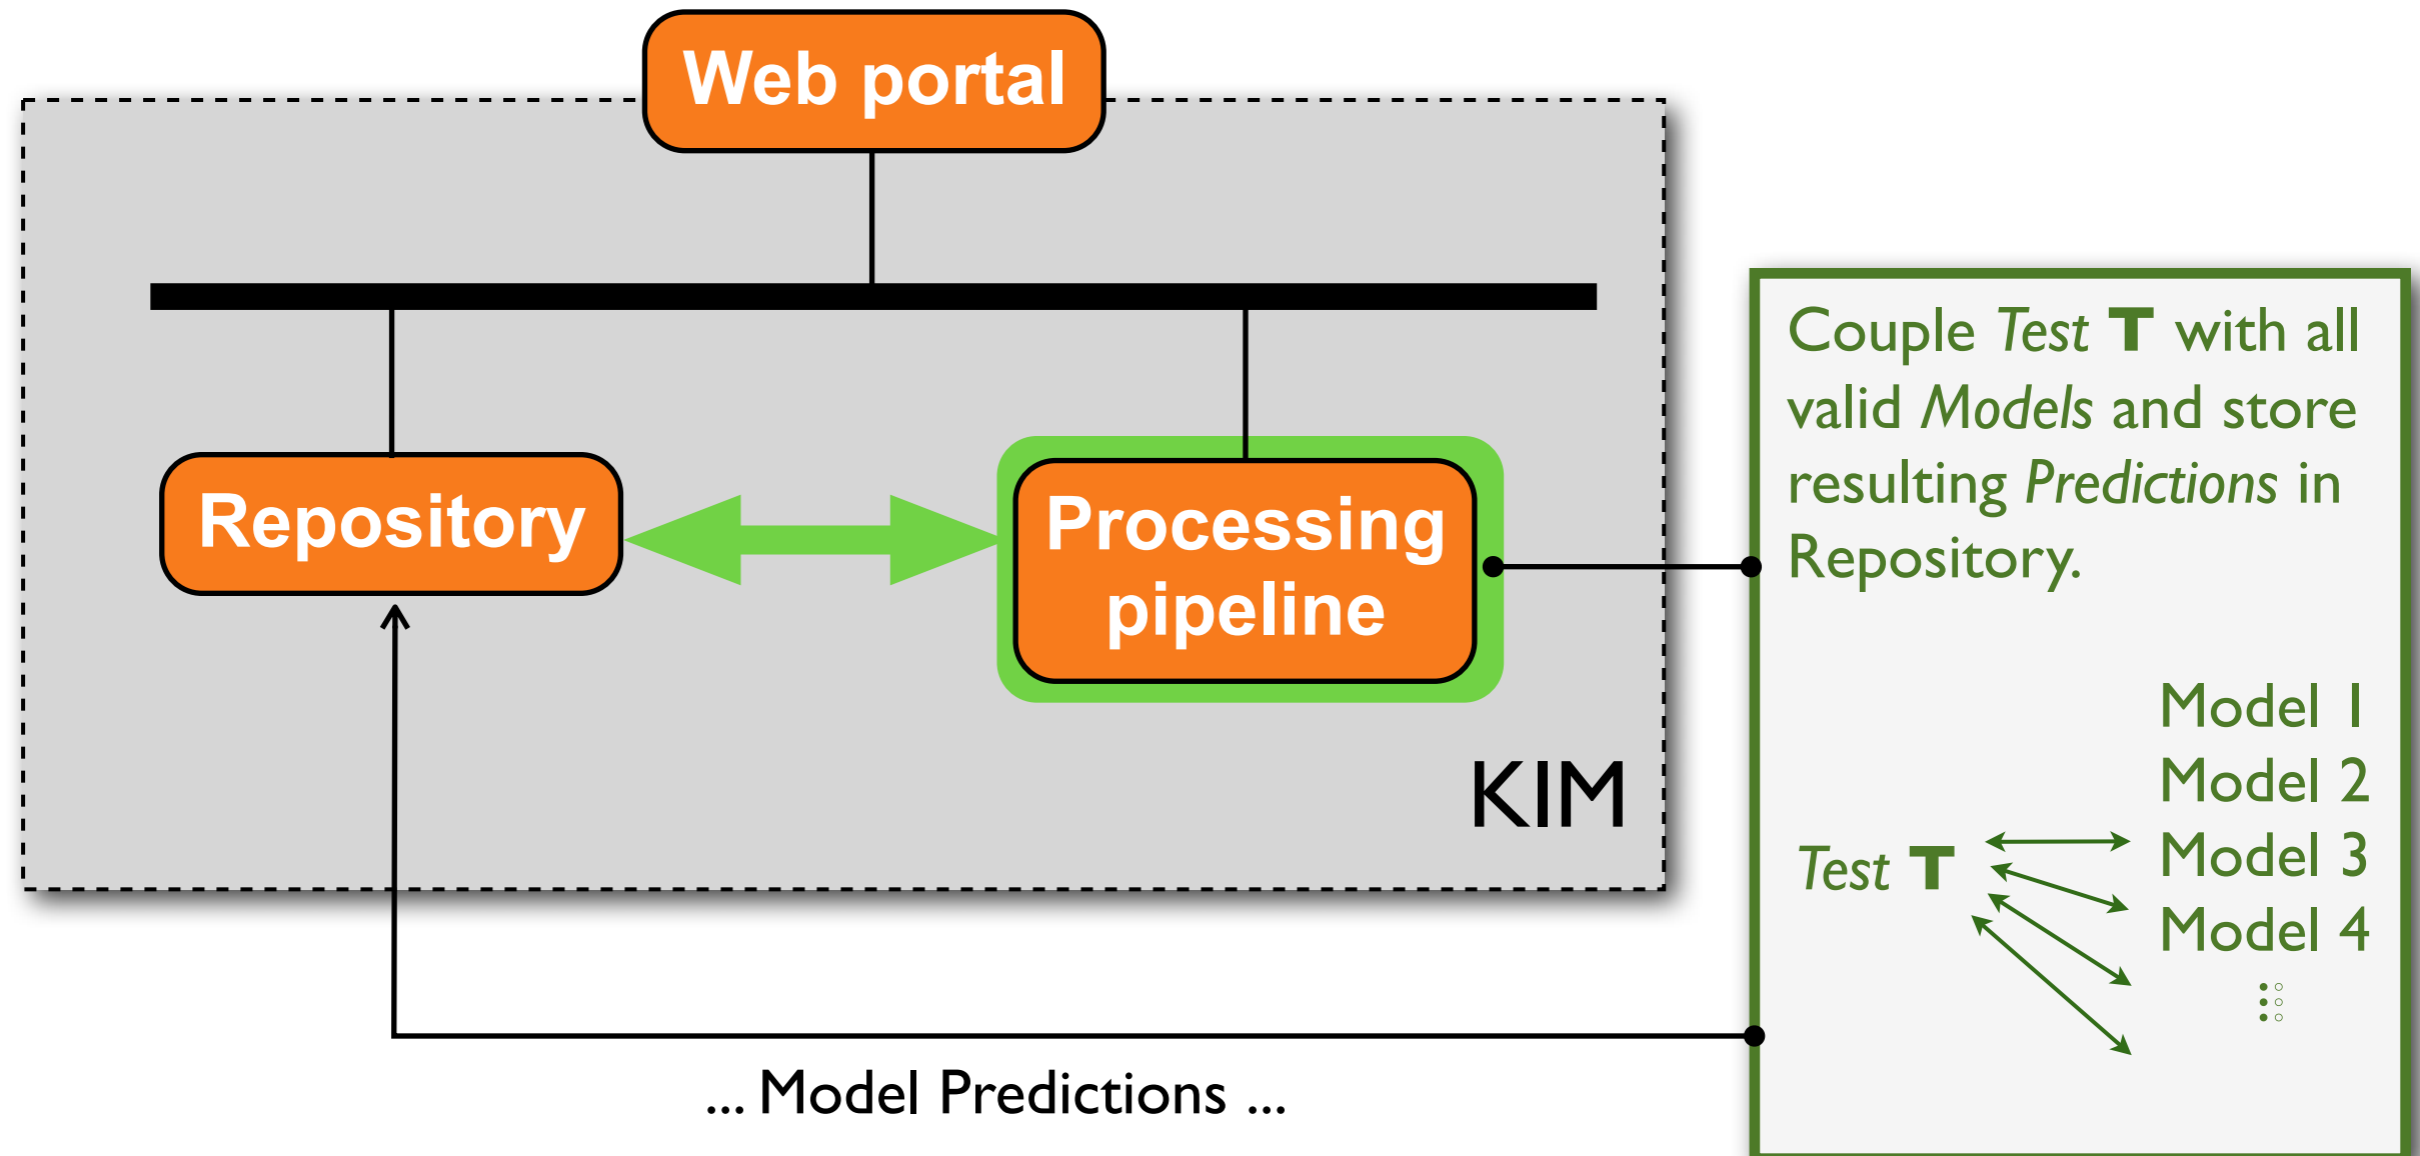 Web portal
Repository
Processing
pipeline
KIM
Couple Test T with all
valid Models and store
resulting Predictions in
Repository.
Model 1
Model 2
Model 3
Model 4
Test T
... Model Predictions ...